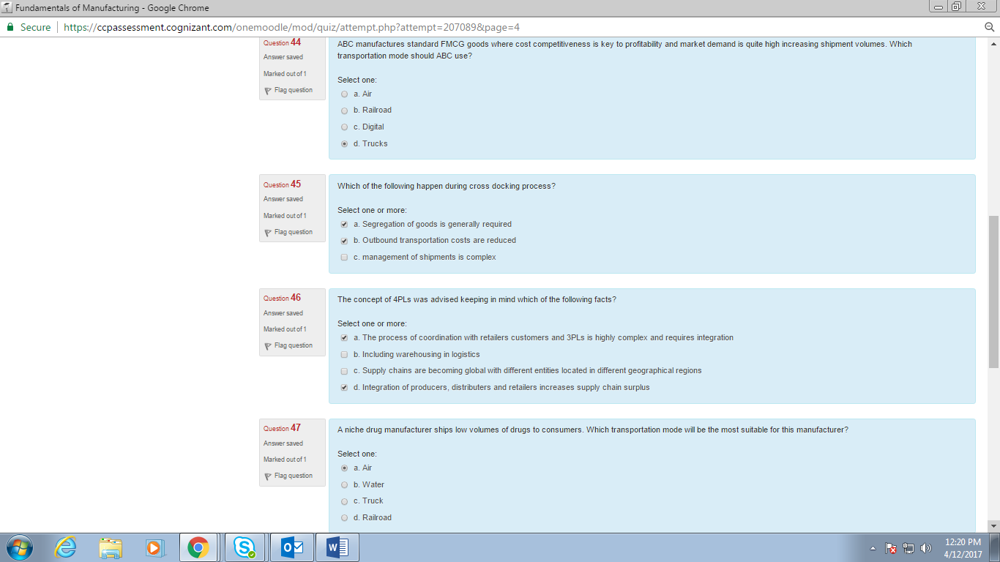 Fundamentals of Manufacturing - Google Chrome
Secure
https://ccpassessment.cognizant.com/onemoodle/mod/quiz/attempt.php?attempt=207089&page=4
Question 44
Answer saved
Marked out of 1
Flag question
ABC manufactures standard FMCG goods where cost competitiveness is key to profitability and market demand is quite high increasing shipment volumes. Which
transportation mode should ABC use?
Select one:
a. Air
b. Railroad
c. Digital
d. Trucks
Question 45
Answer saved
Marked out of 1
Flag question
Which of the following happen during cross docking process?
Select one or more:
a. Segregation of goods is generally required
b. Outbound transportation costs are reduced
c. management of shipments is complex
Question 46
Answer saved
Marked out of 1
Flag question
The concept of 4PLs was advised keeping in mind which of the following facts?
Select one or more:
a. The process of coordination with retailers customers and 3PLs is highly complex and requires integration
b. Including warehousing in logistics
c. Supply chains are becoming global with different entities located in different geographical regions
d. Integration of producers, distributers and retailers increases supply chain surplus
Question 47
Answer saved
Marked out of 1
Flag question
A niche drug manufacturer ships low volumes of drugs to consumers. Which transportation mode will be the most suitable for this manufacturer?
Select one:
a. Air
b. Water
c. Truck
d. Railroad
12:20 PM
4/12/2017